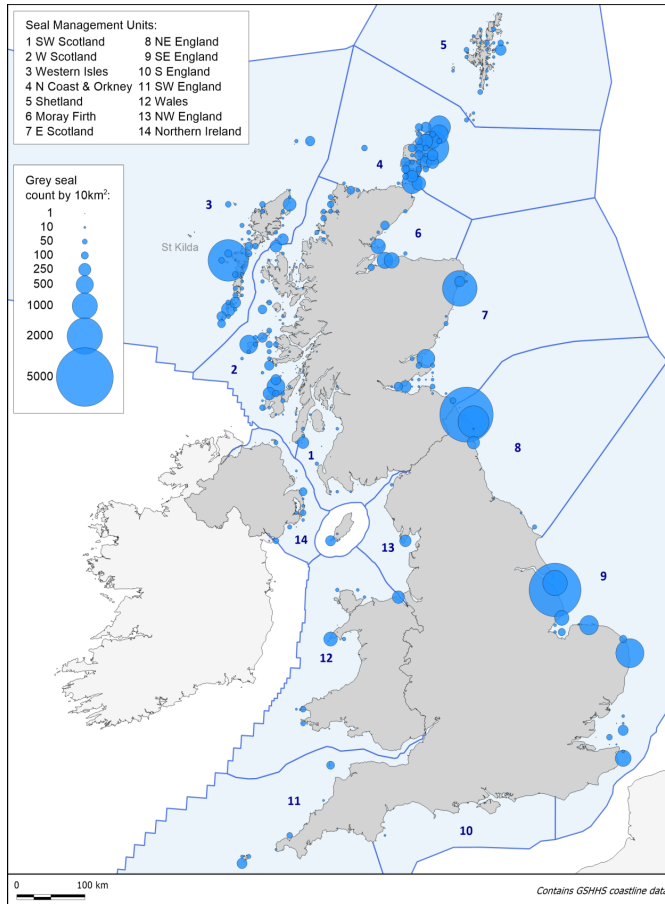 Seal Management Units:
1 SW Scotland 8 NE England
2 W Scotland 9 SE England
3 Western Isles 10 S England
4 N Coast & Orkney 11 SW England
5 Shetland 12 Wales
6 Moray Firth 13 NW England
7 E Scotland 14 Northern Ireland
5
4
Grey seal
count by 10km²:
1
10
50
100
250
500
1000
2000
5000
3
St Kilda
6
7
2
1
8
14
13
9
12
11
10
0 100 km
Contains GSHHS coastline data